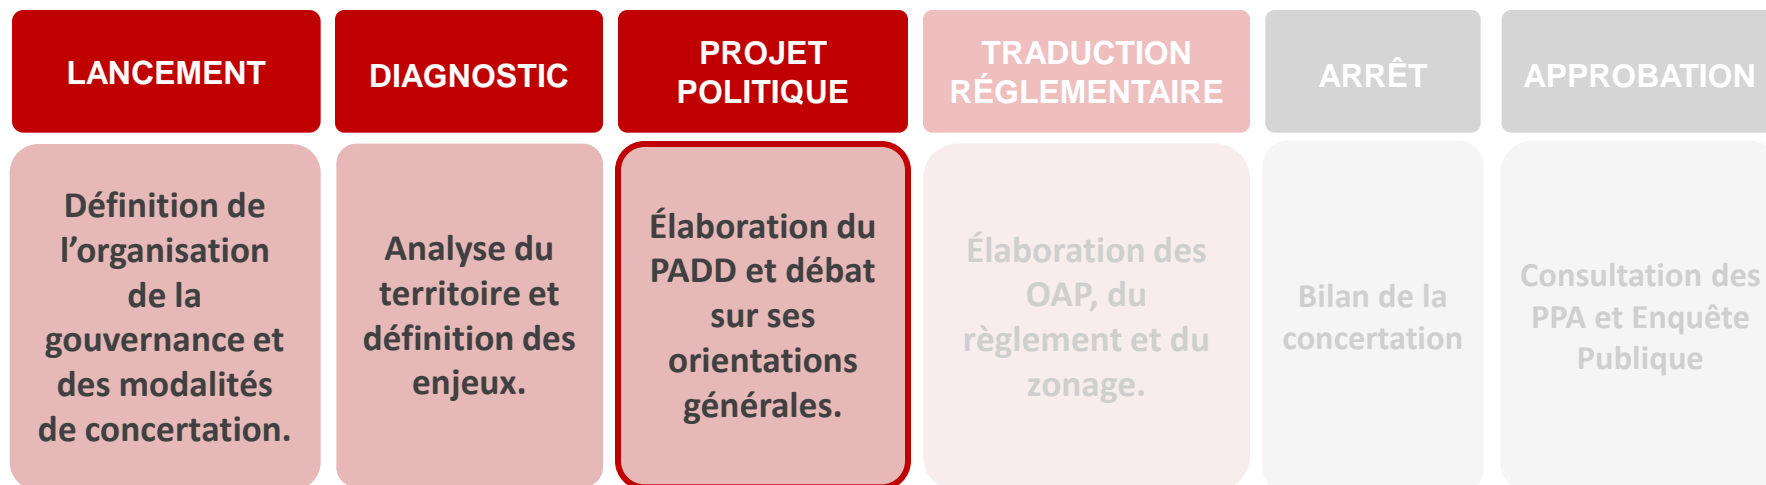 LANCEMENT
Définition de
l’organisation
de la
gouvernance et
des modalités
de concertation.
DIAGNOSTIC
Analyse du
territoire et
définition des
enjeux.
PROJET
POLITIQUE
Élaboration du
PADD et débat
sur ses
orientations
générales.
TRADUCTION
RÉGLEMENTAIRE
Élaboration des
OAP, du
règlement et du
zonage.
ARRÊT
Bilan de la
concertation
APPROBATION
Consultation des
PPA et Enquête
Publique